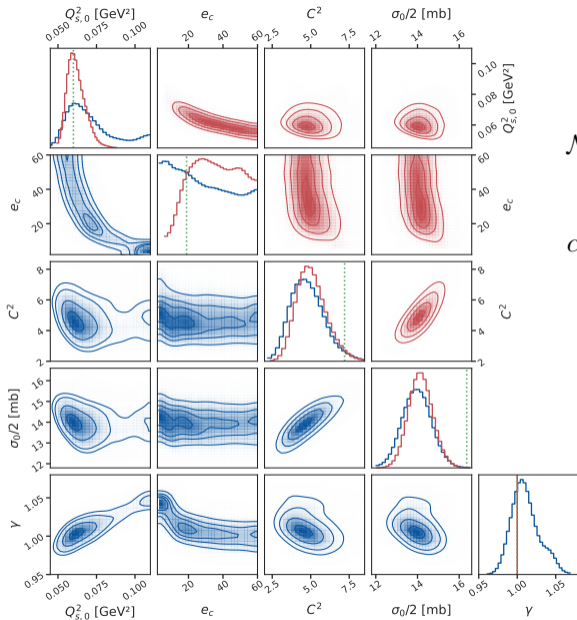 Q²s,0 [GeV²] e_c C² σ₀/2 [mb]
0.050 0.075 0.100 20 40 60 2.5 5.0 7.5 12 14 16
0.10
0.06
Q²s,0 [GeV²]
60
40
20
e_c
20
40
60
e_c
8
6
4
2
C²
2
4
6
8
C²
16
15
14
13
12
σ₀/2 [mb]
1.05
1.00
0.95
γ
0.050 0.075 0.100 20 40 60 2.5 5.0 7.5 12 14 16 0.95 1.00 1.05
Q²s,0 [GeV²] e_c C² σ₀/2 [mb] γ